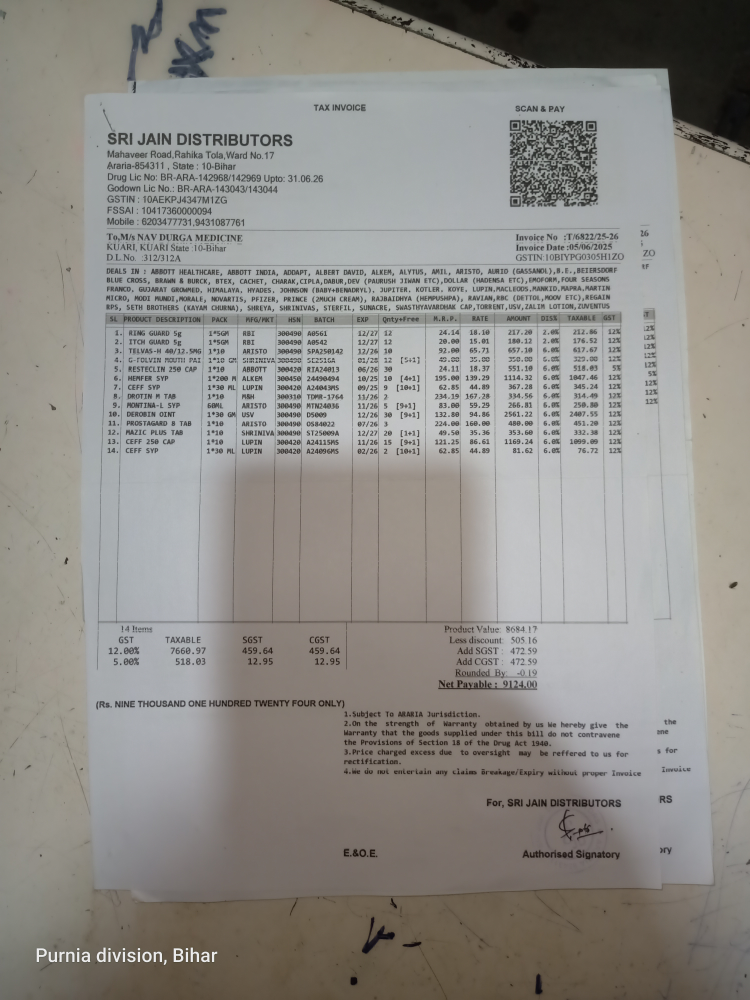 TAX INVOICE
SCAN & PAY
SRI JAIN DISTRIBUTORS
Mahaveer Road,Rahika Tola,Ward No.17
Araria-854311 , State : 10-Bihar
Drug Lic No: BR-ARA-142968/142969 Upto: 31.06.26
Godown Lic No.: BR-ARA-143043/143044
GSTIN : 10AEKPJ4347M1ZG
FSSAI : 10417360000094
Mobile : 6203477731,9431087761
To,M/s NAV DURGA MEDICINE
KUARI, KUARI State :10-Bihar
D.L.No. :312/312A
Invoice No :T/6822/25-26
Invoice Date :05/06/2025
GSTIN:10BIYPG0305H1ZO
DEALS IN : ABBOTT HEALTHCARE, ABBOTT INDIA, ADDAPT, ALBERT DAVID, ALKEM, ALYTUS, AMIL, ARISTO, AURIO (GASSANOL),B.E.,BEIERSDORF
BLUE CROSS, BRAWN & BURCK, BTEX, CACHET, CHARAK,CIPLA,DABUR,DEV (PAURUSH JIWAN ETC),DOLLAR (HADENSA ETC),EMOFORM,FOUR SEASONS
FRANCO, GUJARAT GROWMED, HIMALAYA, HYADES, JOHNSON (BABY+BENADRYL), JUPITER, KOTLER, KOYE, LUPIN,MACLEODS,MANKID,MAPRA,MARTIN
MICRO, MODI MUNDI,MORALE, NOVARTIS, PFIZER, PRINCE (2MUCH CREAM), RAJBAIDHYA (HEMPUSHPA), RAVIAN,RBC (DETTOL,MOOV ETC),REGAIN
RPS, SETH BROTHERS (KAYAM CHURNA), SHREYA, SHRINIVAS, STERFIL, SUNACRE, SWASTHYAVARDHAK CAP,TORRENT,USV,ZALIM LOTION,ZUVENTUS
SL PRODUCT DESCRIPTION PACK MFG/MKT HSN BATCH EXP Qnty+Free M.R.P. RATE AMOUNT DIS% TAXABLE GST
1. RING GUARD 5g 1*5GM RBI 300490 A0561 12/27 12 24.14 18.10 217.20 2.0% 212.86 12%
2. ITCH GUARD 5g 1*5GM RBI 300490 A0542 12/27 12 20.00 15.01 180.12 2.0% 176.52 12%
3. TELVAS-H 40/12.5MG 1*10 ARISTO 300490 SPA250142 12/26 10 92.00 65.71 657.10 6.0% 617.67 12%
4. G-FOLVIN MOUTH PAI 1*10 GM SHRINIVA 12 [5+1] 12%
5. RESTECLIN 250 CAP 1*10 ABBOTT 300420 RIA24013 06/26 30 24.11 18.37 551.10 6.0% 518.03 5%
6. HEMFER SYP 1*200 M ALKEM 300450 24490494 10/25 10 [4+1] 195.00 139.29 1114.32 6.0% 1047.46 12%
7. CEFF SYP 1*30 ML LUPIN 300420 A24043MS 09/25 9 [10+1] 62.85 44.89 367.28 6.0% 345.24 12%
8. DROTIN M TAB 1*10 M&H 300310 TDMR-1764 11/26 2 234.19 167.28 334.56 6.0% 314.49 12%
9. MONTINA-L SYP 60ML ARISTO 300490 MTN24036 11/26 5 [9+1] 83.00 59.29 266.81 6.0% 250.80 12%
10. DEROBIN OINT 1*30 GM USV 300490 D5009 12/26 30 [9+1] 132.80 94.86 2561.22 6.0% 2407.55 12%
11. PROSTAGARD 8 TAB 1*10 ARISTO 300490 OS84022 07/26 3 224.00 160.00 480.00 6.0% 451.20 12%
12. MAZIC PLUS TAB 1*10 SHRINIVA 300490 ST25009A 12/27 20 [1+1] 49.50 35.36 353.60 6.0% 332.38 12%
13. CEFF 250 CAP 1*10 LUPIN 300420 A24115MS 11/26 15 [9+1] 121.25 86.61 1169.24 6.0% 1099.09 12%
14. CEFF SYP 1*30 ML LUPIN 300420 A24096MS 02/26 2 [10+1] 62.85 44.89 81.62 6.0% 76.72 12%
14 Items
GST TAXABLE SGST CGST
12.00% 7660.97 459.64 459.64
5.00% 518.03 12.95 12.95
Product Value: 8684.17
Less discount: 505.16
Add SGST : 472.59
Add CGST : 472.59
Rounded By: -0.19
Net Payable : 9124.00
(Rs. NINE THOUSAND ONE HUNDRED TWENTY FOUR ONLY)
1.Subject To ARARIA Jurisdiction.
2.On the strength of Warranty obtained by us We hereby give the
Warranty that the goods supplied under this bill do not contravene
the Provisions of Section 18 of the Drug Act 1940.
3.Price charged excess due to oversight may be reffered to us for
rectification.
4.We do not entertain any claims Breakage/Expiry without proper Invoice
For, SRI JAIN DISTRIBUTORS
E.&O.E.
Authorised Signatory
Purnia division, Bihar